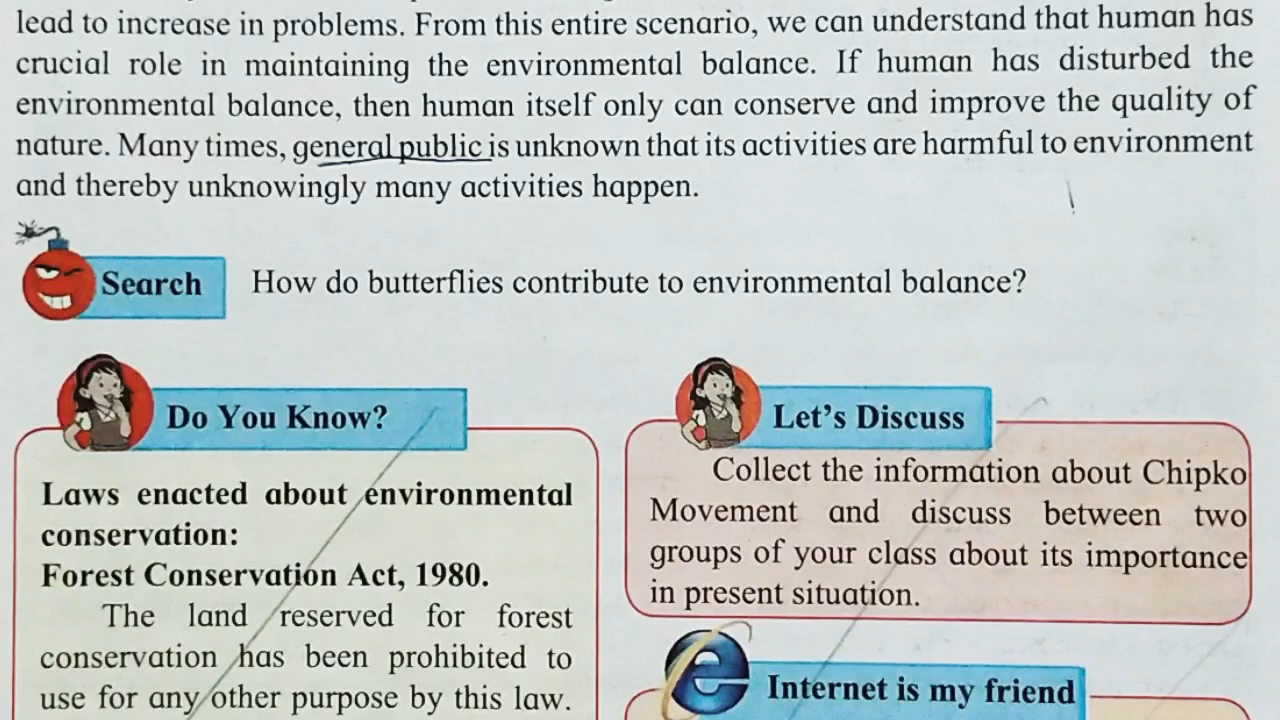 lead to increase in problems. From this entire scenario, we can understand that human has
crucial role in maintaining the environmental balance. If human has disturbed the
environmental balance, then human itself only can conserve and improve the quality of
nature. Many times, general public is unknown that its activities are harmful to environment
and thereby unknowingly many activities happen.
Search
How do butterflies contribute to environmental balance?
Do You Know?
Laws enacted about environmental
conservation:
Forest Conservation Act, 1980.
The land reserved for forest
conservation has been prohibited to
use for any other purpose by this law.
Let's Discuss
Collect the information about Chipko
Movement and discuss between two
groups of your class about its importance
in present situation.
Internet is my friend